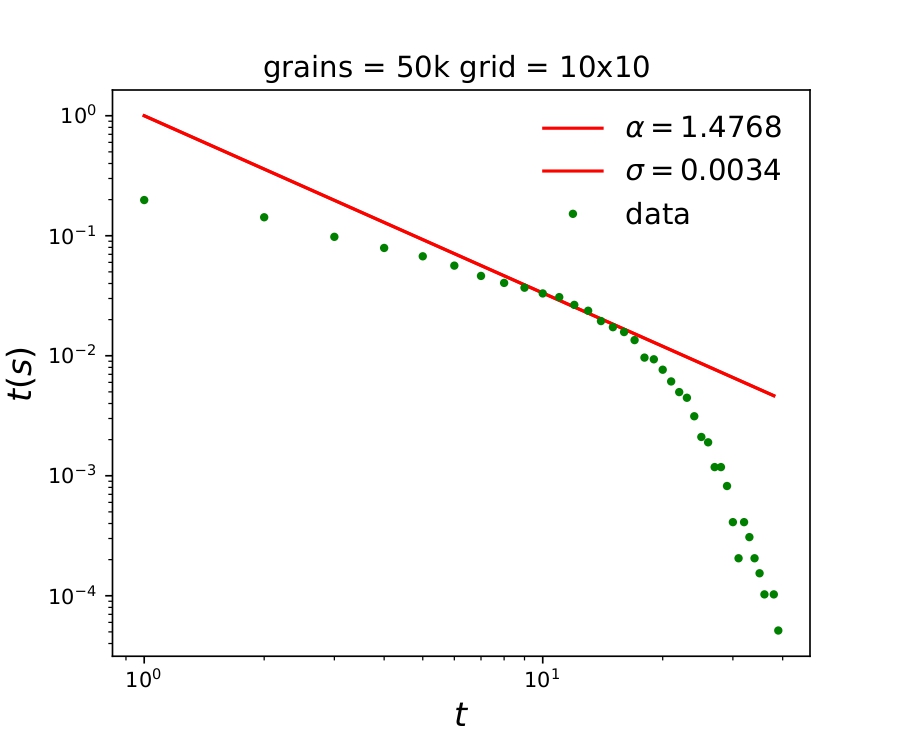 grains = 50k grid = 10x10
α = 1.4768
σ = 0.0034
data
10⁰
10⁻¹
10⁻²
10⁻³
10⁻⁴
t(s)
10⁰ 10¹
t